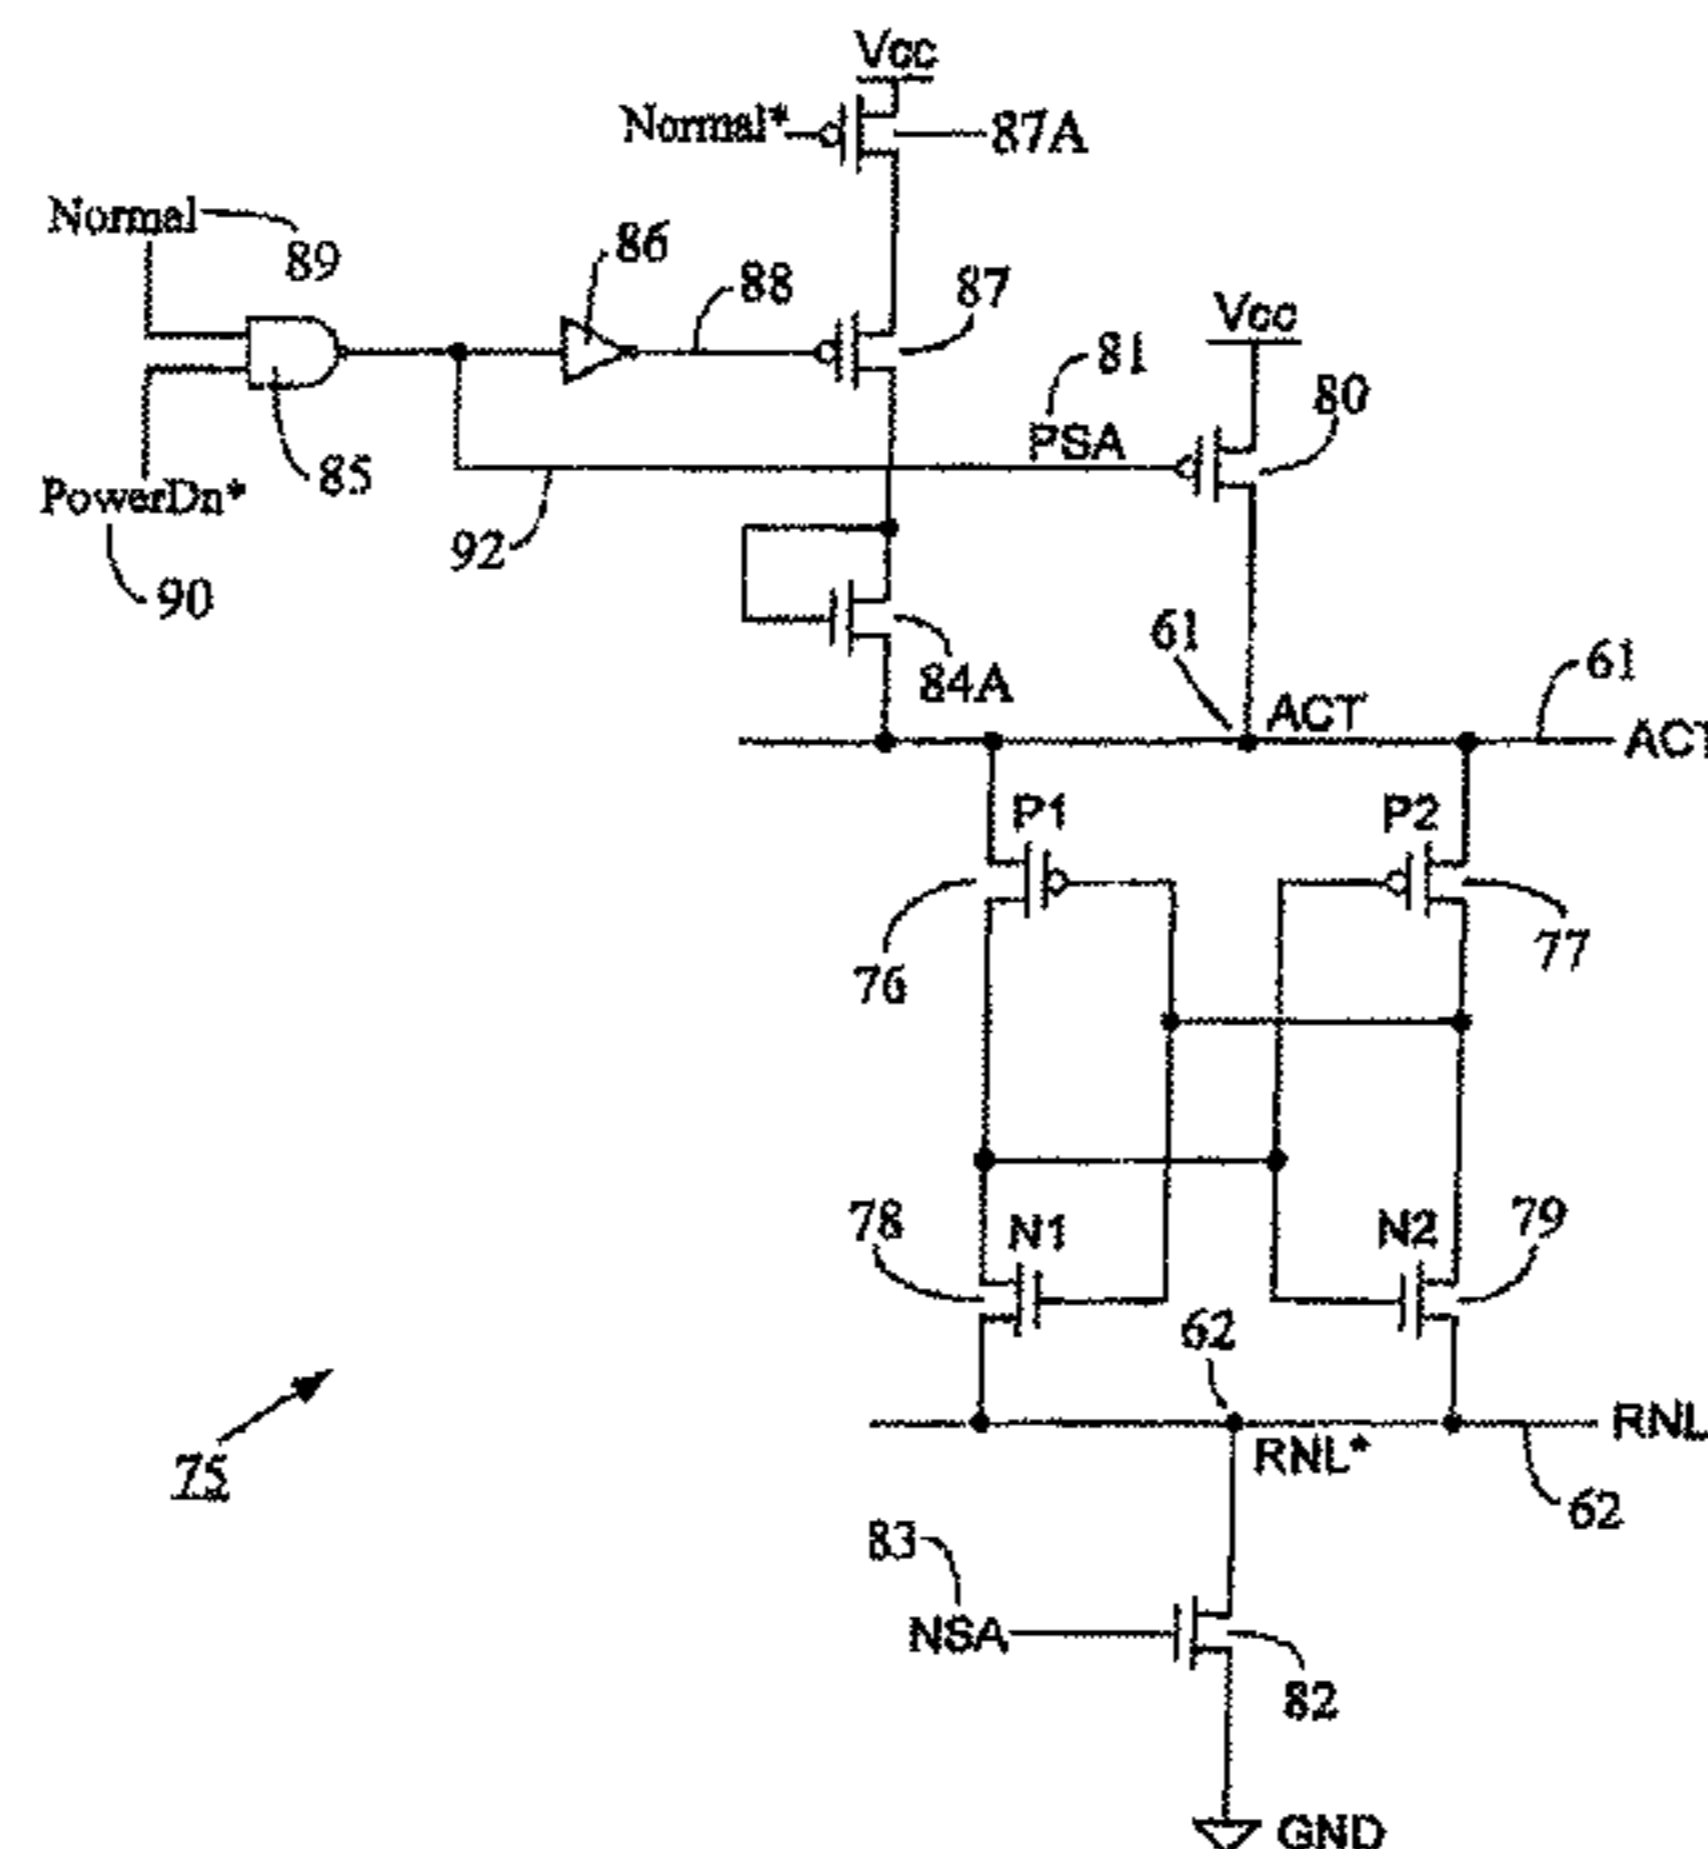 Vcc
Normal*
87A
Normal
89
86
88
87
Vcc
81
PSA
80
85
PowerDn*
92
90
84A
61
ACT
61
ACT
P1
P2
76
77
78
N1
N2
79
62
RNL
RNL*
62
75
83
NSA
82
GND